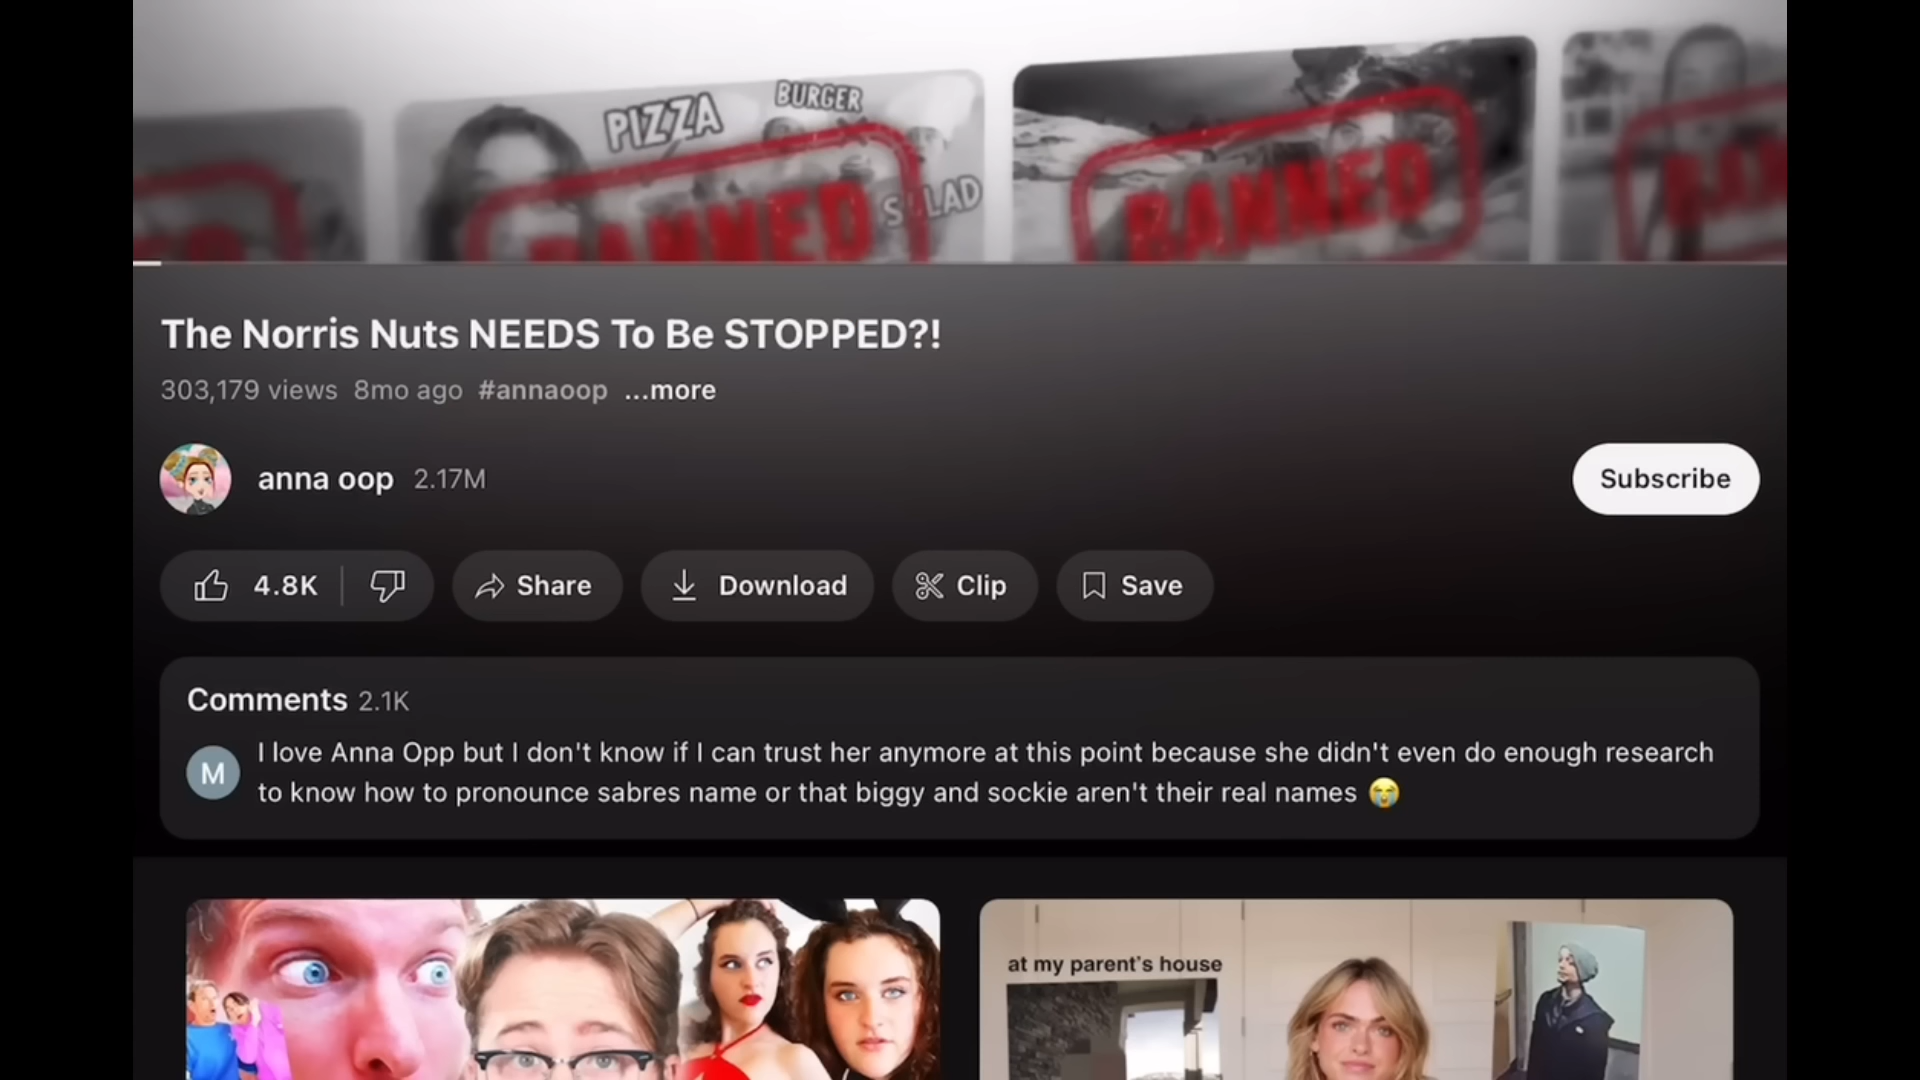 PIZZA
BURGER
SALAD
BANNED
BANNED
The Norris Nuts NEEDS To Be STOPPED?!
303,179 views 8mo ago #annaoop ...more
anna oop 2.17M
Subscribe
4.8K
Share
Download
Clip
Save
Comments 2.1K
M
I love Anna Opp but I don't know if I can trust her anymore at this point because she didn't even do enough research
to know how to pronounce sabres name or that biggy and sockie aren't their real names 😭
at my parent's house